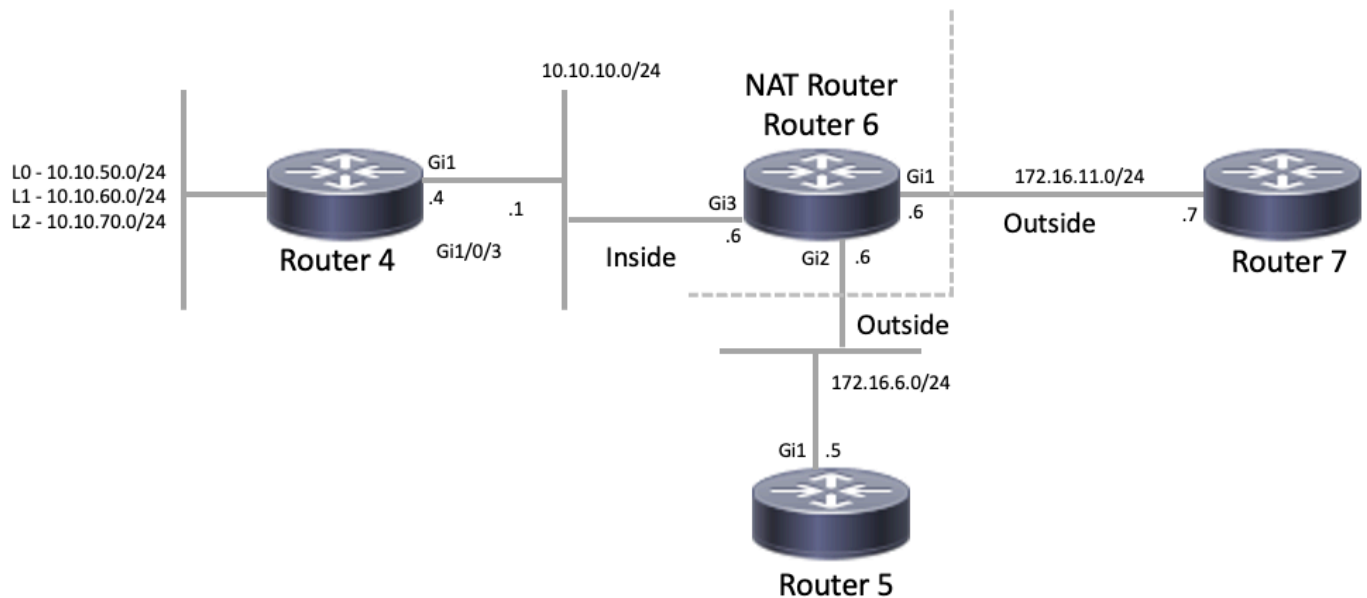 10.10.10.0/24
NAT Router
Router 6
L0 - 10.10.50.0/24
L1 - 10.10.60.0/24
L2 - 10.10.70.0/24
Gi1
.4
.1
Router 4
Gi1/0/3
Inside
Gi3
.6
Gi1
.6
172.16.11.0/24
Outside
.7
Router 7
Gi2
.6
Outside
172.16.6.0/24
Gi1
.5
Router 5